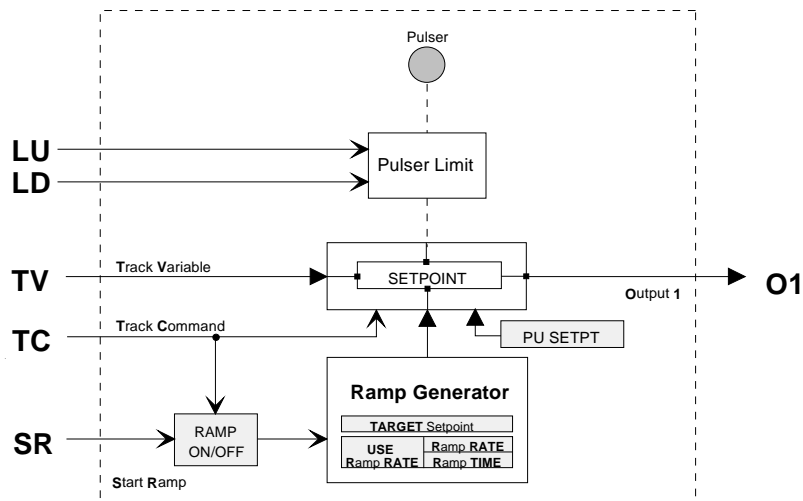 Pulser
LU
LD
Pulser Limit
TV
Track Variable
SETPOINT
Output 1
O1
TC
Track Command
PU SETPT
Ramp Generator
TARGET Setpoint
USE
Ramp RATE
Ramp RATE
Ramp TIME
SR
RAMP
ON/OFF
Start Ramp